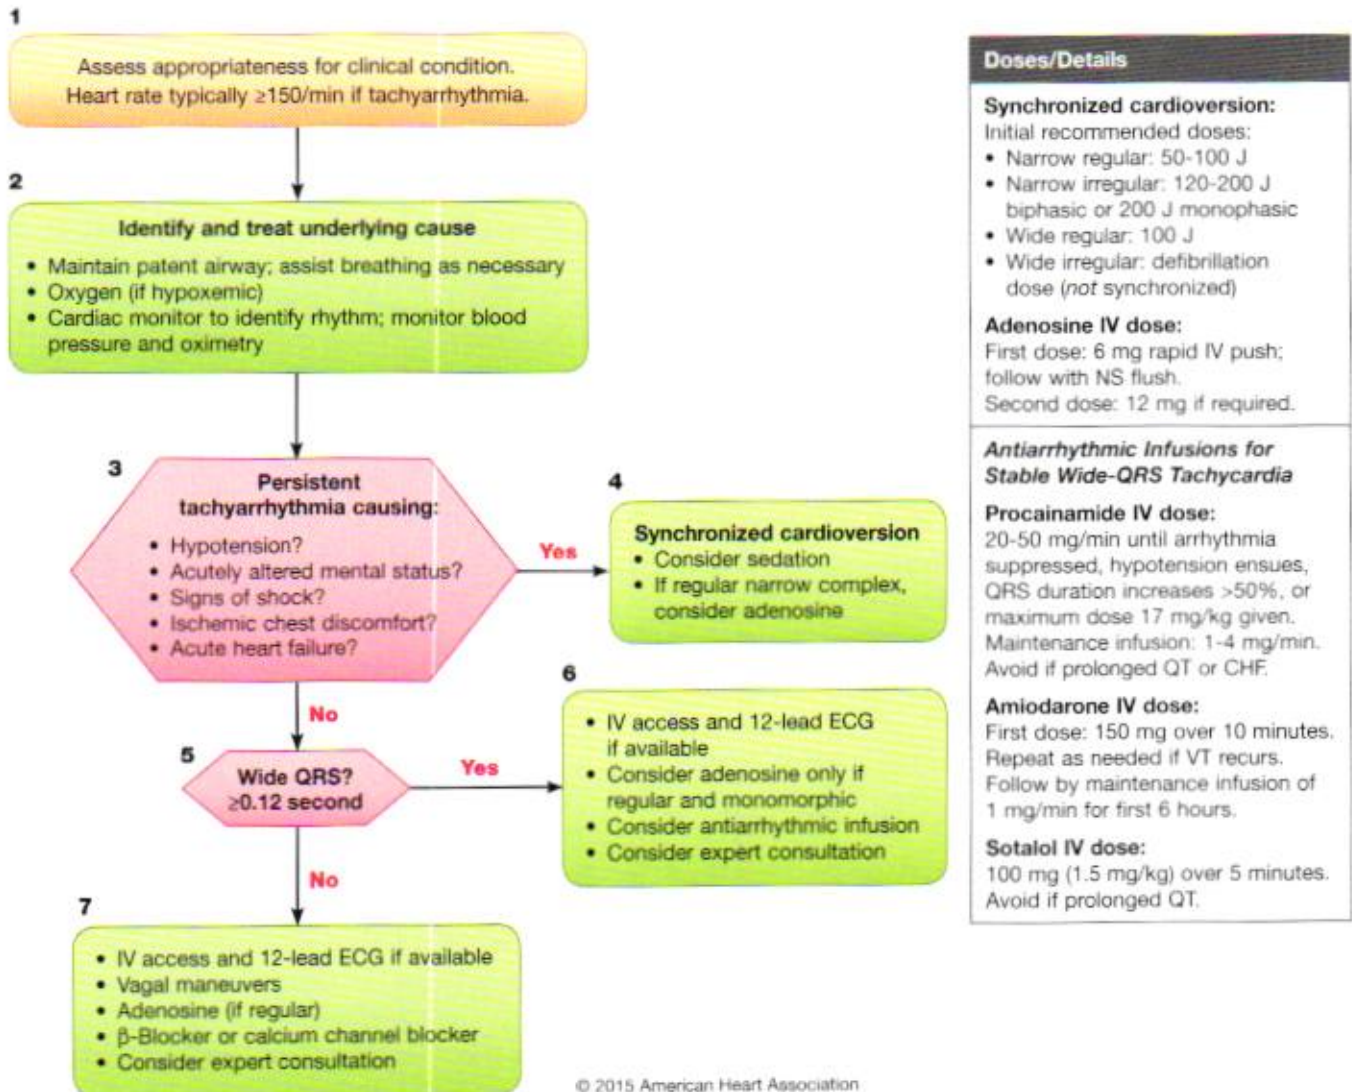 1
Assess appropriateness for clinical condition.
Heart rate typically ≥150/min if tachyarrhythmia.
2
Identify and treat underlying cause
• Maintain patent airway; assist breathing as necessary
• Oxygen (if hypoxemic)
• Cardiac monitor to identify rhythm; monitor blood
pressure and oximetry
3
Persistent
tachyarrhythmia causing:
• Hypotension?
• Acutely altered mental status?
• Signs of shock?
• Ischemic chest discomfort?
• Acute heart failure?
Yes
4
Synchronized cardioversion
• Consider sedation
• If regular narrow complex,
consider adenosine
No
5
Wide QRS?
≥0.12 second
Yes
6
• IV access and 12-lead ECG
if available
• Consider adenosine only if
regular and monomorphic
• Consider antiarrhythmic infusion
• Consider expert consultation
No
7
• IV access and 12-lead ECG if available
• Vagal maneuvers
• Adenosine (if regular)
• β-Blocker or calcium channel blocker
• Consider expert consultation
Doses/Details
Synchronized cardioversion:
Initial recommended doses:
• Narrow regular: 50-100 J
• Narrow irregular: 120-200 J
biphasic or 200 J monophasic
• Wide regular: 100 J
• Wide irregular: defibrillation
dose (not synchronized)
Adenosine IV dose:
First dose: 6 mg rapid IV push;
follow with NS flush.
Second dose: 12 mg if required.
Antiarrhythmic Infusions for
Stable Wide-QRS Tachycardia
Procainamide IV dose:
20-50 mg/min until arrhythmia
suppressed, hypotension ensues,
QRS duration increases >50%, or
maximum dose 17 mg/kg given.
Maintenance infusion: 1-4 mg/min.
Avoid if prolonged QT or CHF.
Amiodarone IV dose:
First dose: 150 mg over 10 minutes.
Repeat as needed if VT recurs.
Follow by maintenance infusion of
1 mg/min for first 6 hours.
Sotalol IV dose:
100 mg (1.5 mg/kg) over 5 minutes.
Avoid if prolonged QT.
© 2015 American Heart Association